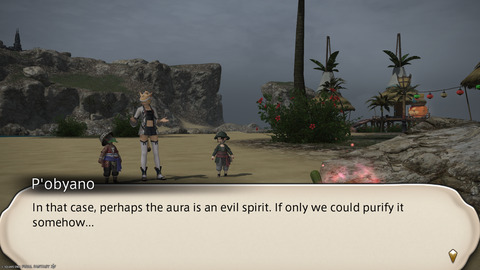 P'obyano
In that case, perhaps the aura is an evil spirit. If only we could purify it
somehow...